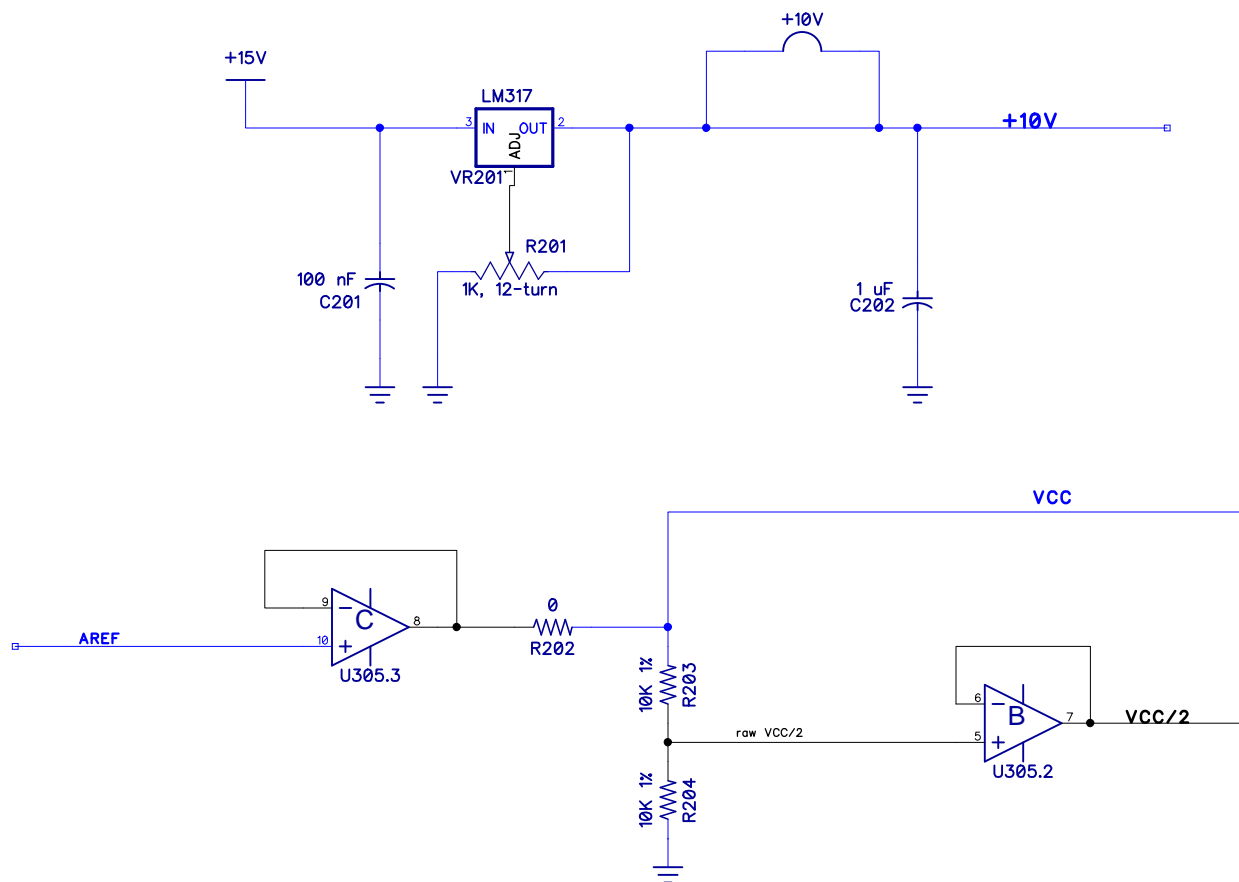 +10V
+15V
LM317
3 IN OUT 2
ADJ
1
VR201
+10V
R201
1K, 12-turn
100 nF
C201
1 uF
C202
VCC
9
C
8
10
AREF
U305.3
0
R202
10K 1%
R203
raw VCC/2
6
B
7
5
VCC/2
U305.2
10K 1%
R204